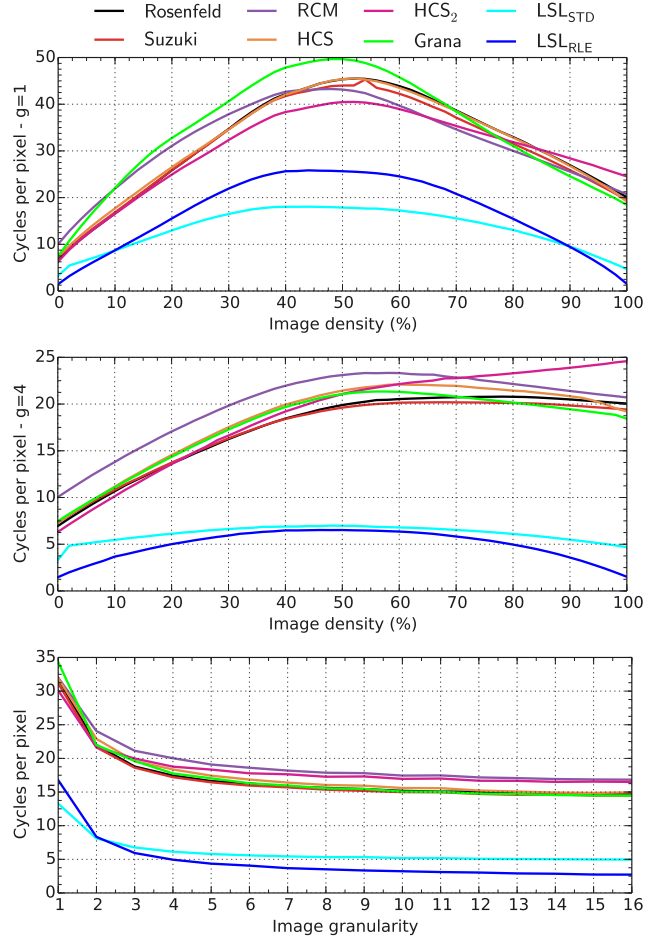 Rosenfeld RCM HCS₂ LSL_STD
Suzuki HCS Grana LSL_RLE
50
40
30
20
10
0
Cycles per pixel - g=1
0 10 20 30 40 50 60 70 80 90 100
Image density (%)
25
20
15
10
5
0
Cycles per pixel - g=4
0 10 20 30 40 50 60 70 80 90 100
Image density (%)
35
30
25
20
15
10
5
0
Cycles per pixel
1 2 3 4 5 6 7 8 9 10 11 12 13 14 15 16
Image granularity